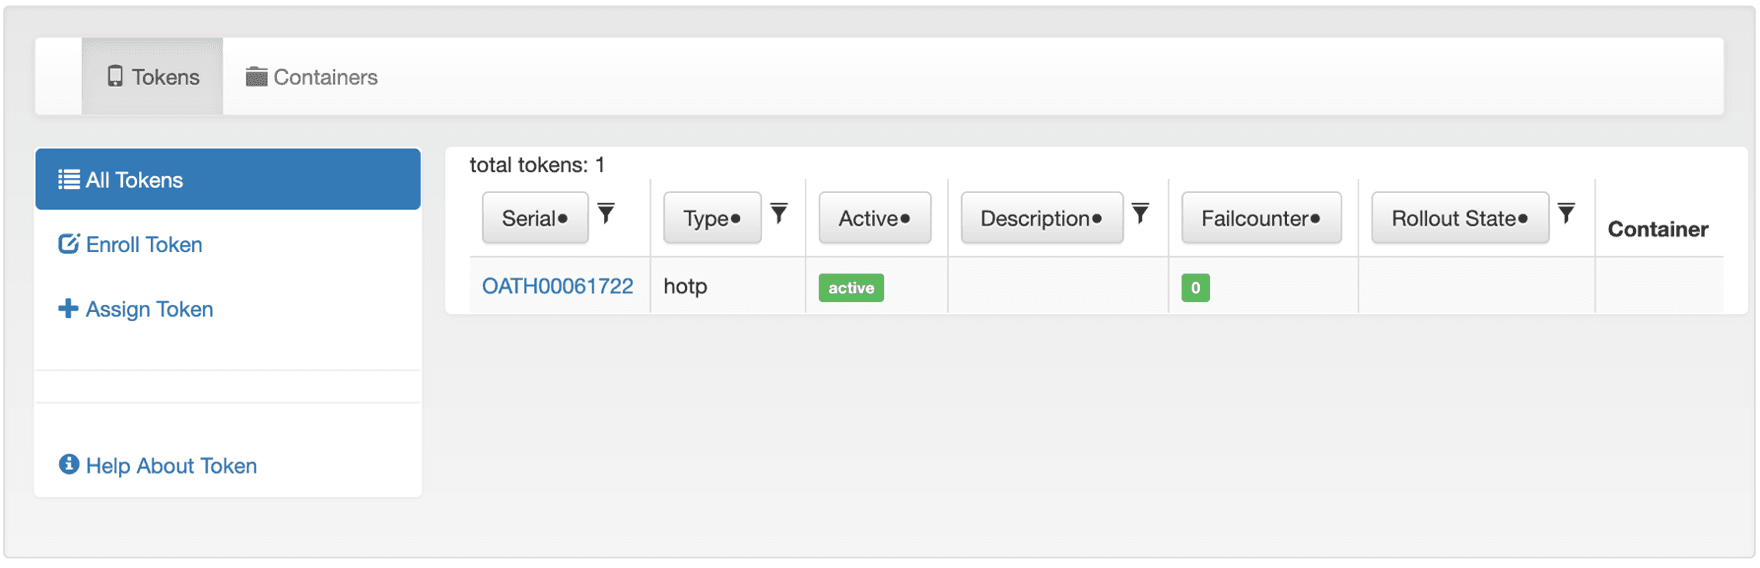 Tokens Containers
All Tokens
Enroll Token
Assign Token
Help About Token
total tokens: 1
Serial● Type● Active● Description● Failcounter● Rollout State● Container
OATH00061722 hotp active 0